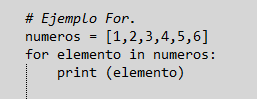 # Ejemplo For.
numeros = [1,2,3,4,5,6]
for elemento in numeros:
    print (elemento)